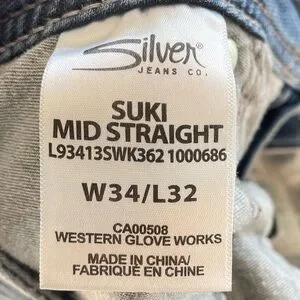 Silver®
JEANS CO.
SUKI
MID STRAIGHT
L93413SWK362 1000686
W34/L32
CA00508
WESTERN GLOVE WORKS
MADE IN CHINA/
FABRIQUÉ EN CHINE